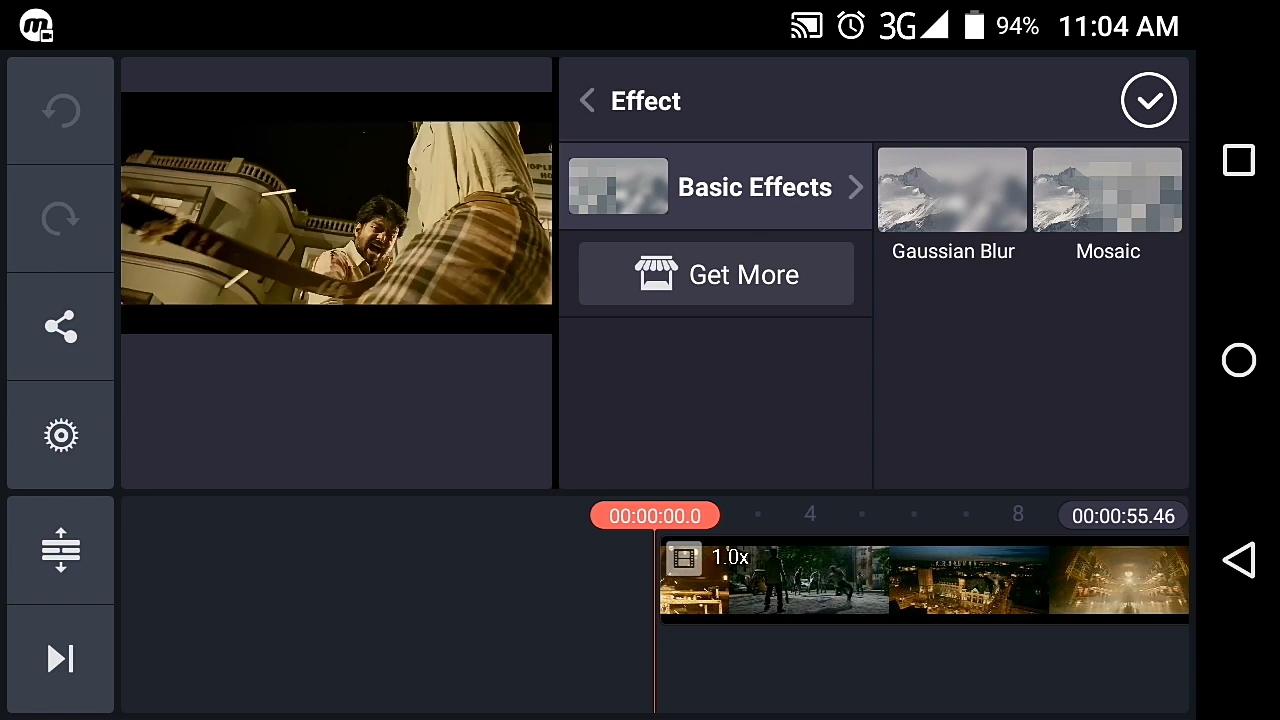 3G 94% 11:04 AM
Effect
Basic Effects
Get More
Gaussian Blur
Mosaic
00:00:00.0
4
8
00:00:55.46
1.0x